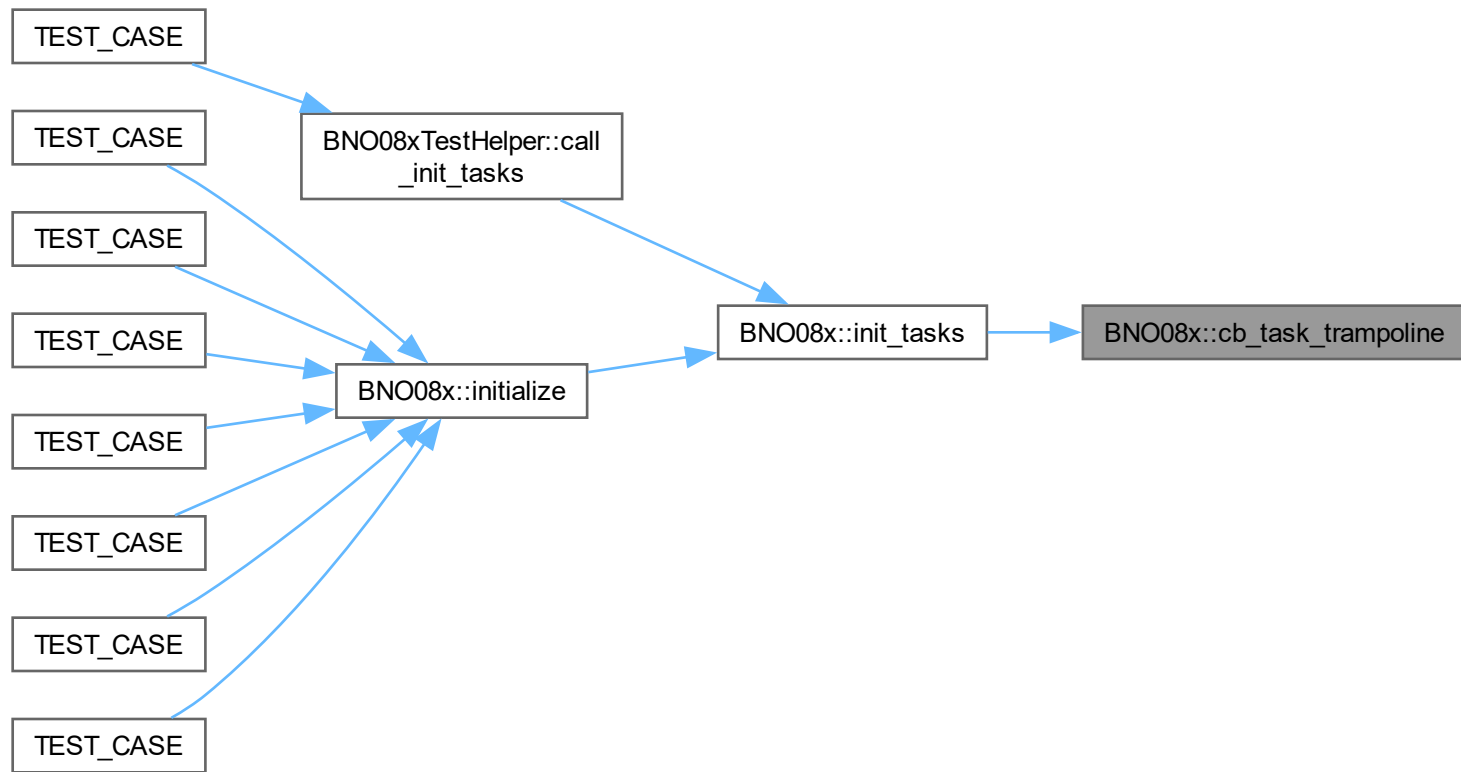 TEST_CASE
TEST_CASE
BNO08xTestHelper::call
_init_tasks
TEST_CASE
TEST_CASE
BNO08x::init_tasks
BNO08x::cb_task_trampoline
BNO08x::initialize
TEST_CASE
TEST_CASE
TEST_CASE
TEST_CASE